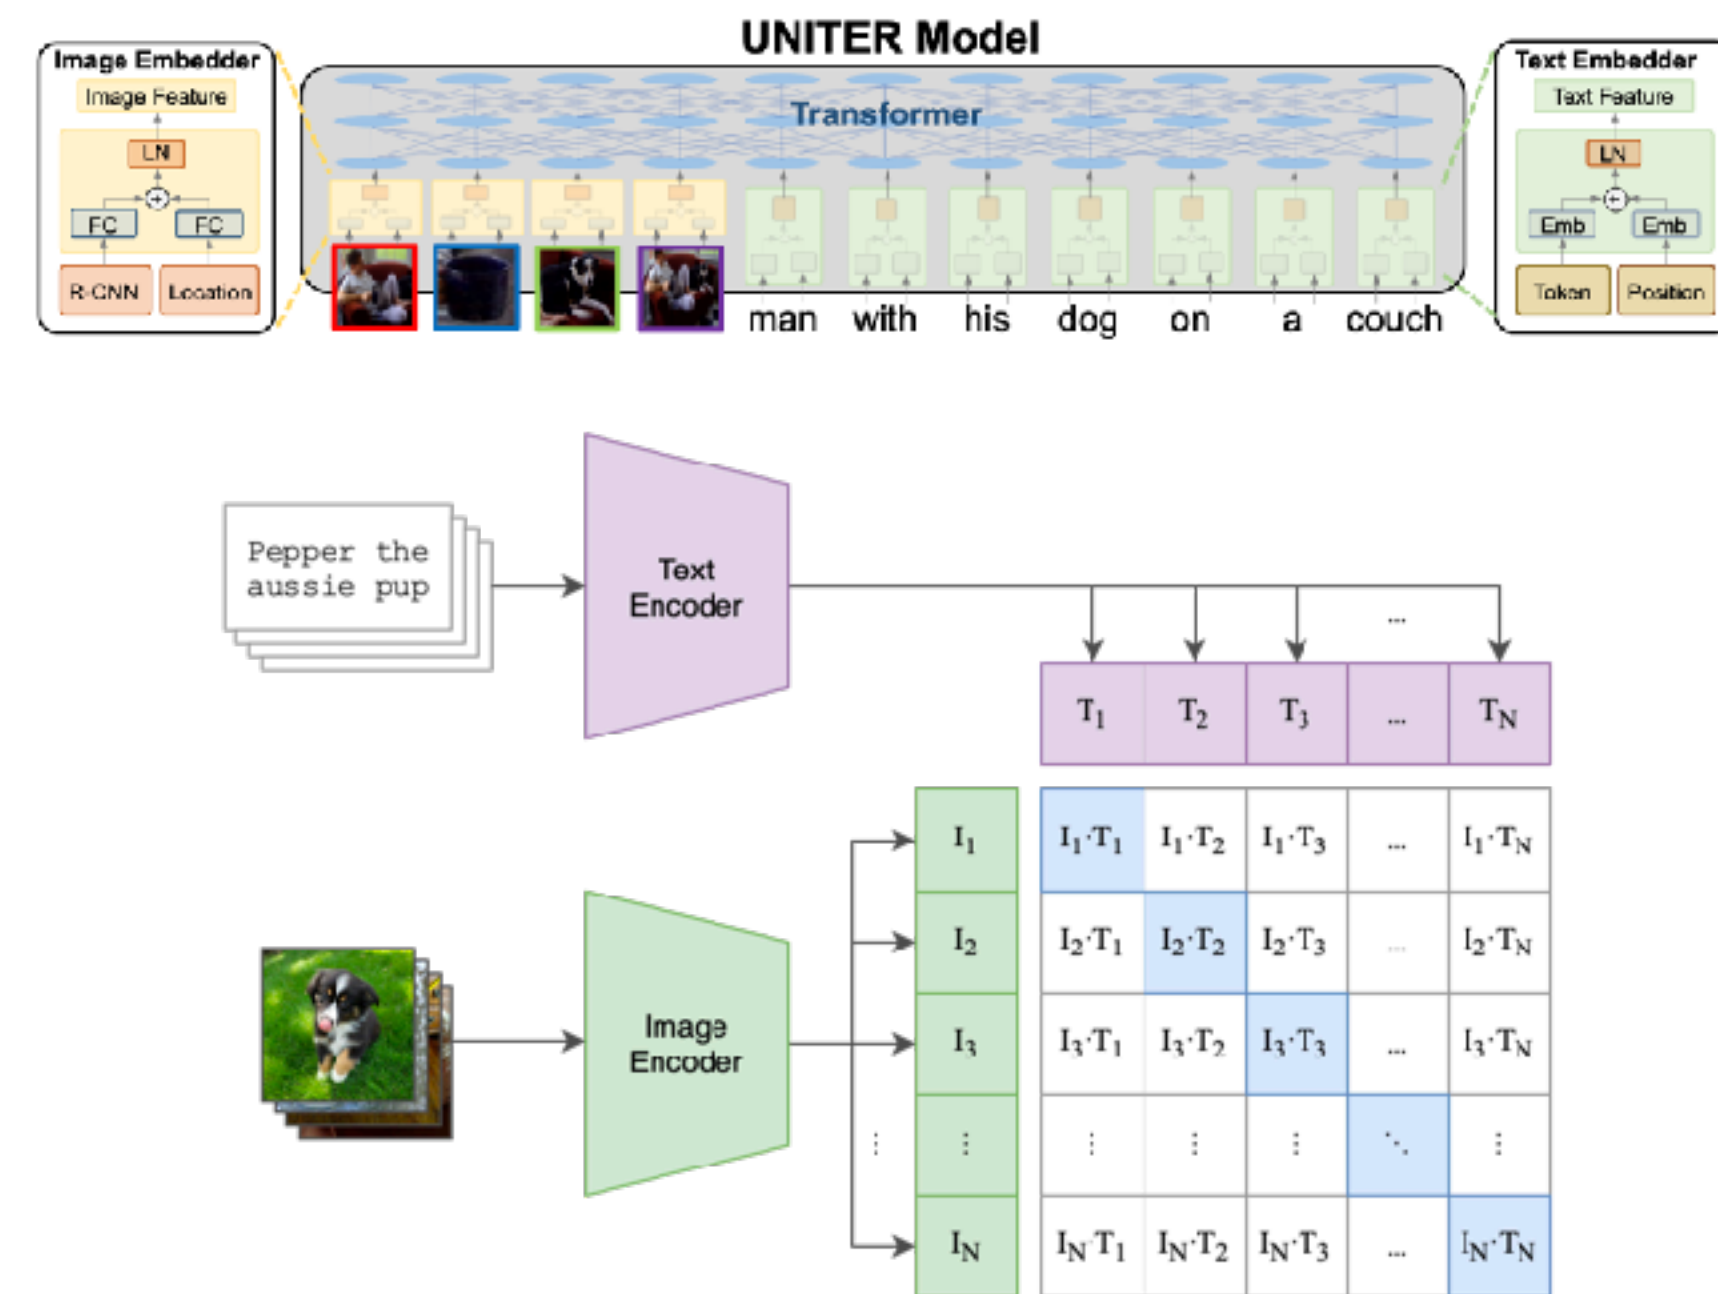 UNITER Model
Image Embedder
Image Feature
LN
FC FC
R-CNN Location
Transformer
man with his dog on a couch
Text Embedder
Text Feature
LN
Emb Emb
Token Position
Pepper the
aussie pup
Text
Encoder
...
T1 T2 T3 ... TN
Image
Encoder
I1 I1·T1 I1·T2 I1·T3 ... I1·TN
I2 I2·T1 I2·T2 I2·T3 ... I2·TN
I3 I3·T1 I3·T2 I3·T3 ... I3·TN
⋮ ⋮ ⋮ ⋮ ⋮ ⋱ ⋮
IN IN·T1 IN·T2 IN·T3 ... IN·TN